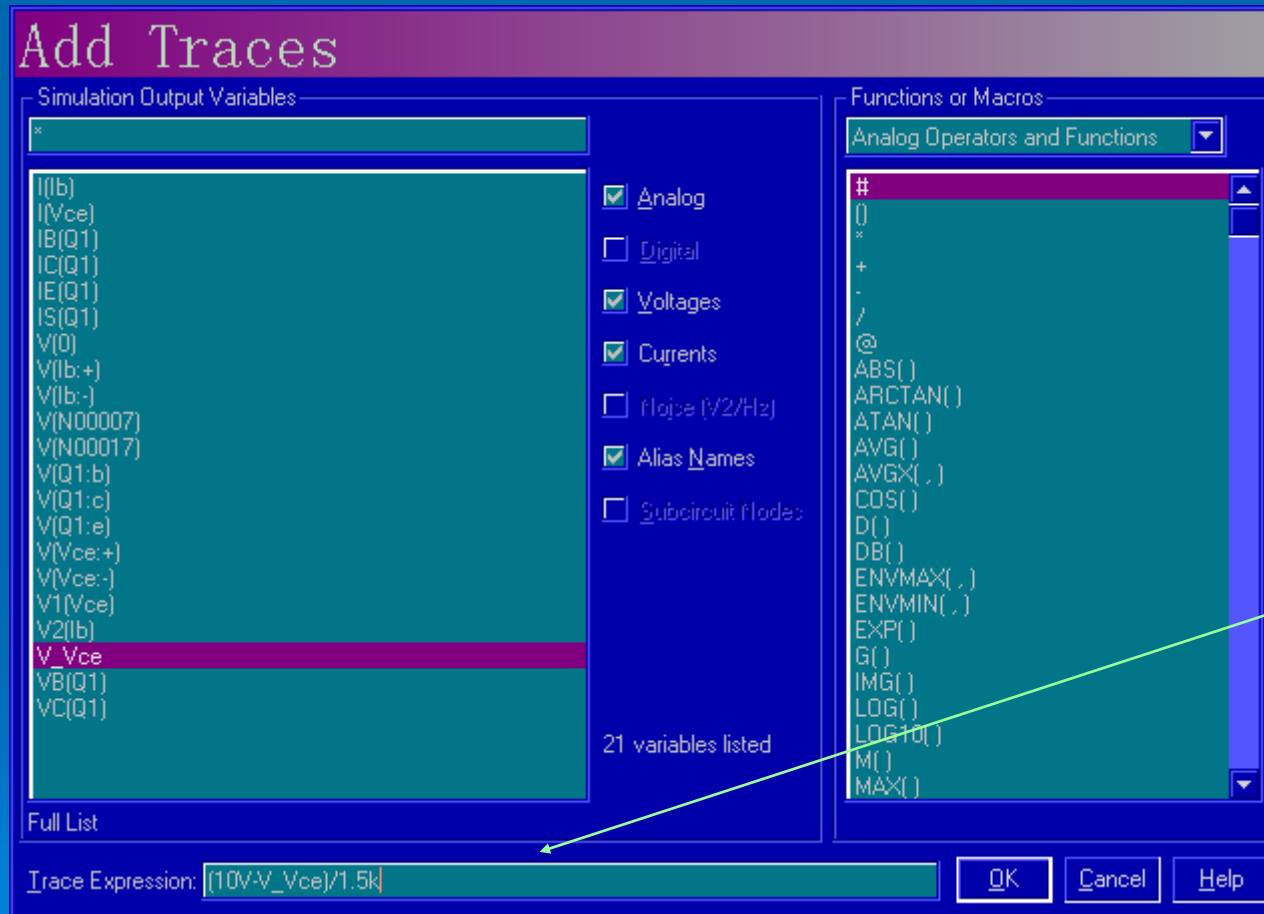 Add Traces
Simulation Output Variables
*
I(Ib)
I(Vce)
IB(Q1)
IC(Q1)
IE(Q1)
IS(Q1)
V(0)
V(Ib:+)
V(Ib:-)
V(N00007)
V(N00017)
V(Q1:b)
V(Q1:c)
V(Q1:e)
V(Vce:+)
V(Vce:-)
V1(Vce)
V2(Ib)
V_Vce
VB(Q1)
VC(Q1)
Full List
Analog
Digital
Voltages
Currents
Noise (V2/Hz)
Alias Names
Subcircuit Nodes
21 variables listed
Functions or Macros
Analog Operators and Functions
#
()
*
+
-
/
@
ABS( )
ARCTAN( )
ATAN( )
AVG( )
AVGX( , )
COS( )
D( )
DB( )
ENVMAX( , )
ENVMIN( , )
EXP( )
G( )
IMG( )
LOG( )
LOG10( )
M( )
MAX( )
Trace Expression: (10V-V_Vce)/1.5k
OK
Cancel
Help